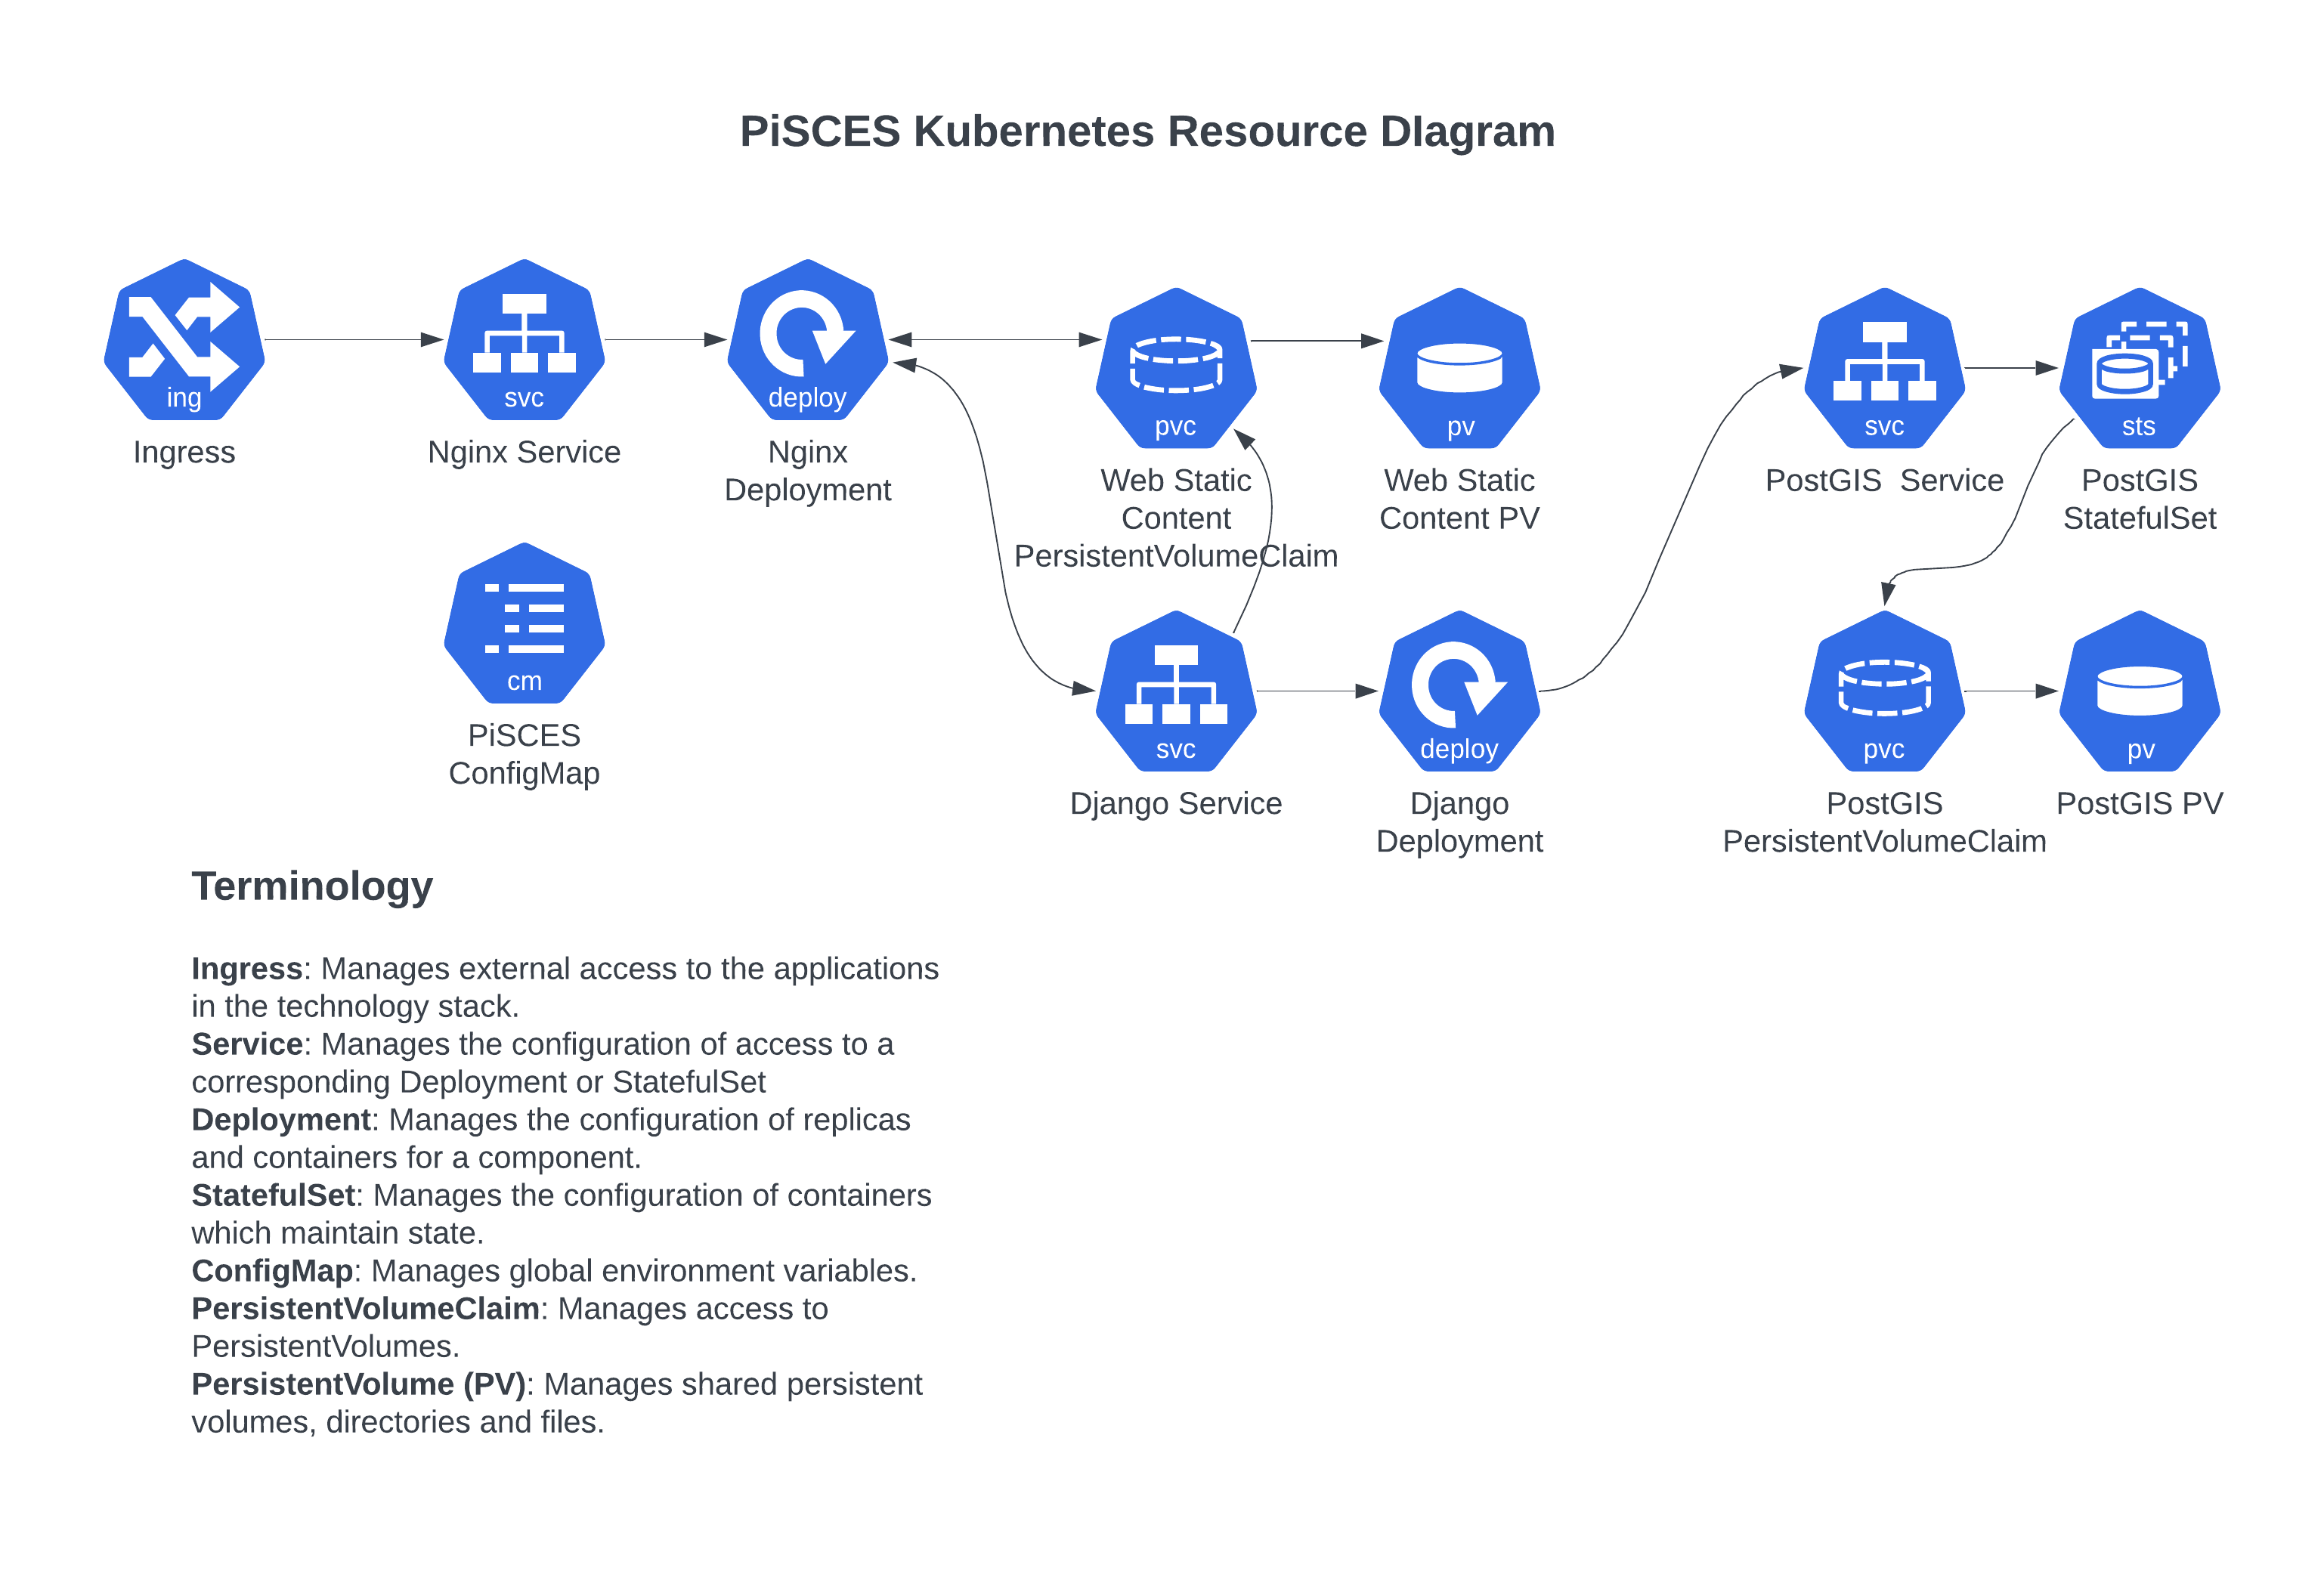 PiSCES Kubernetes Resource DIagram
ing
Ingress
svc
Nginx Service
deploy
Nginx
Deployment
pvc
Web Static
Content
PersistentVolumeClaim
pv
Web Static
Content PV
svc
PostGIS  Service
sts
PostGIS
StatefulSet
cm
PiSCES
ConfigMap
svc
Django Service
deploy
Django
Deployment
pvc
PostGIS
PersistentVolumeClaim
pv
PostGIS PV
Terminology
Ingress: Manages external access to the applications
in the technology stack.
Service: Manages the configuration of access to a
corresponding Deployment or StatefulSet
Deployment: Manages the configuration of replicas
and containers for a component.
StatefulSet: Manages the configuration of containers
which maintain state.
ConfigMap: Manages global environment variables.
PersistentVolumeClaim: Manages access to
PersistentVolumes.
PersistentVolume (PV): Manages shared persistent
volumes, directories and files.